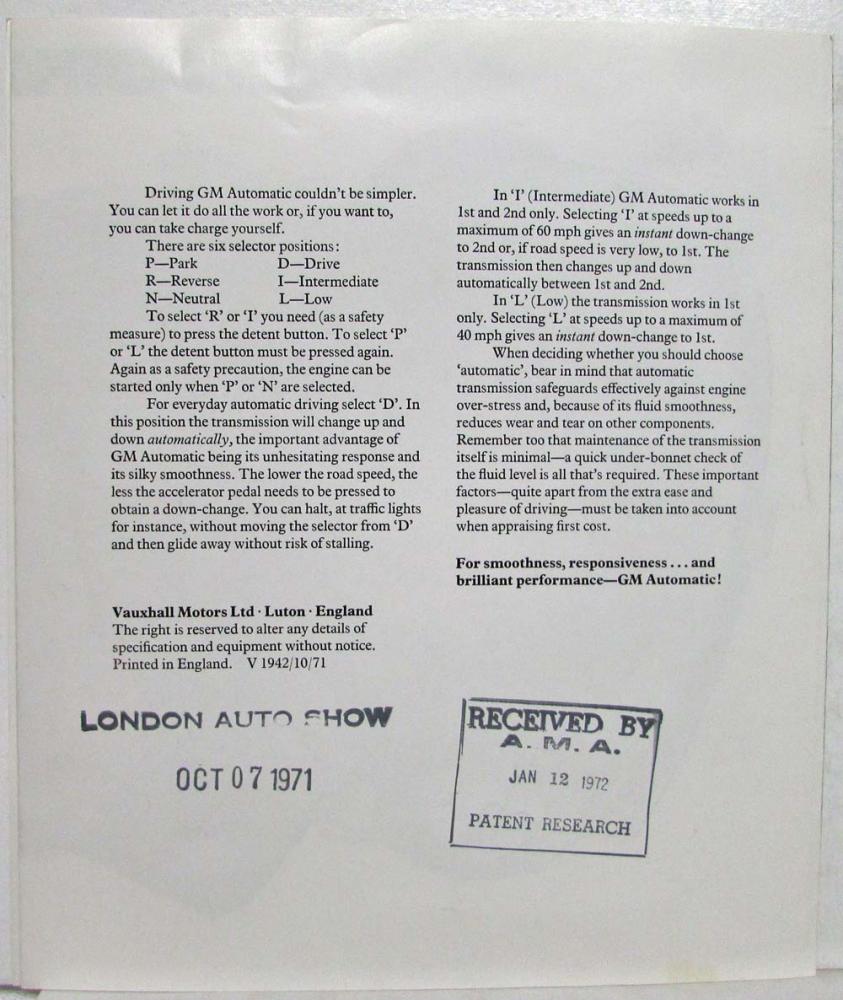 Driving GM Automatic couldn't be simpler.
You can let it do all the work or, if you want to,
you can take charge yourself.
There are six selector positions:
P—Park D—Drive
R—Reverse I—Intermediate
N—Neutral L—Low
To select 'R' or 'I' you need (as a safety
measure) to press the detent button. To select 'P'
or 'L' the detent button must be pressed again.
Again as a safety precaution, the engine can be
started only when 'P' or 'N' are selected.
For everyday automatic driving select 'D'. In
this position the transmission will change up and
down automatically, the important advantage of
GM Automatic being its unhesitating response and
its silky smoothness. The lower the road speed, the
less the accelerator pedal needs to be pressed to
obtain a down-change. You can halt, at traffic lights
for instance, without moving the selector from 'D'
and then glide away without risk of stalling.
Vauxhall Motors Ltd · Luton · England
The right is reserved to alter any details of
specification and equipment without notice.
Printed in England. V 1942/10/71
In 'I' (Intermediate) GM Automatic works in
1st and 2nd only. Selecting 'I' at speeds up to a
maximum of 60 mph gives an instant down-change
to 2nd or, if road speed is very low, to 1st. The
transmission then changes up and down
automatically between 1st and 2nd.
In 'L' (Low) the transmission works in 1st
only. Selecting 'L' at speeds up to a maximum of
40 mph gives an instant down-change to 1st.
When deciding whether you should choose
'automatic', bear in mind that automatic
transmission safeguards effectively against engine
over-stress and, because of its fluid smoothness,
reduces wear and tear on other components.
Remember too that maintenance of the transmission
itself is minimal—a quick under-bonnet check of
the fluid level is all that's required. These important
factors—quite apart from the extra ease and
pleasure of driving—must be taken into account
when appraising first cost.
For smoothness, responsiveness . . . and
brilliant performance—GM Automatic!
LONDON AUTO SHOW
OCT 07 1971
RECEIVED BY
A. M. A.
JAN 12 1972
PATENT RESEARCH